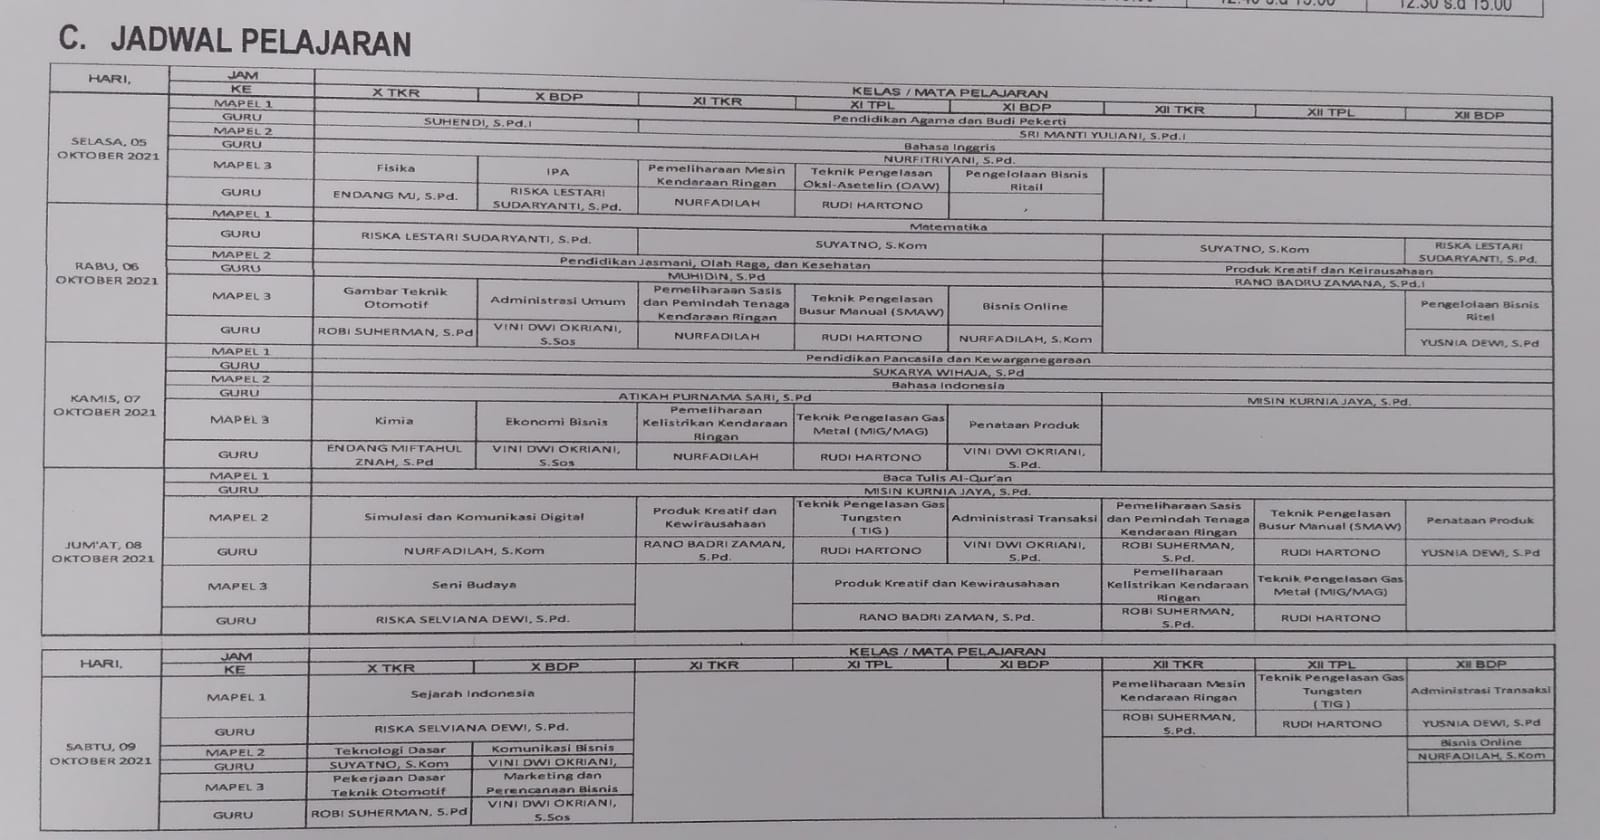 12.30 s.d 15.00
C. JADWAL PELAJARAN
HARI, JAM KE KELAS / MATA PELAJARAN
X TKR X BDP XI TKR XI TPL XI BDP XII TKR XII TPL XII BDP
SELASA, 05 OKTOBER 2021
MAPEL 1 Pendidikan Agama dan Budi Pekerti
GURU SUHENDI, S.Pd.I SRI MANTI YULIANI, S.Pd.I
MAPEL 2 Bahasa Inggris
GURU NURFITRIYANI, S.Pd.
MAPEL 3 Fisika IPA Pemeliharaan Mesin Kendaraan Ringan Teknik Pengelasan Oksi-Asetelin (OAW) Pengelolaan Bisnis Ritail
GURU ENDANG MJ, S.Pd. RISKA LESTARI SUDARYANTI, S.Pd. NURFADILAH RUDI HARTONO ,
RABU, 06 OKTOBER 2021
MAPEL 1 Matematika
GURU RISKA LESTARI SUDARYANTI, S.Pd. SUYATNO, S.Kom SUYATNO, S.Kom RISKA LESTARI SUDARYANTI, S.Pd.
MAPEL 2 Pendidikan Jasmani, Olah Raga, dan Kesehatan Produk Kreatif dan Keirausahaan
GURU MUHIDIN, S.Pd RANO BADRU ZAMANA, S.Pd.I
MAPEL 3 Gambar Teknik Otomotif Administrasi Umum Pemeliharaan Sasis dan Pemindah Tenaga Kendaraan Ringan Teknik Pengelasan Busur Manual (SMAW) Bisnis Online Pengelolaan Bisnis Ritel
GURU ROBI SUHERMAN, S.Pd VINI DWI OKRIANI, S.Sos NURFADILAH RUDI HARTONO NURFADILAH, S.Kom YUSNIA DEWI, S.Pd
KAMIS, 07 OKTOBER 2021
MAPEL 1 Pendidikan Pancasila dan Kewarganegaraan
GURU SUKARYA WIHAJA, S.Pd
MAPEL 2 Bahasa Indonesia
GURU ATIKAH PURNAMA SARI, S.Pd MISIN KURNIA JAYA, S.Pd.
MAPEL 3 Kimia Ekonomi Bisnis Pemeliharaan Kelistrikan Kendaraan Ringan Teknik Pengelasan Gas Metal (MIG/MAG) Penataan Produk
GURU ENDANG MIFTAHUL ZNAH, S.Pd VINI DWI OKRIANI, S.Sos NURFADILAH RUDI HARTONO VINI DWI OKRIANI, S.Pd.
JUM'AT, 08 OKTOBER 2021
MAPEL 1 Baca Tulis Al-Qur'an
GURU MISIN KURNIA JAYA, S.Pd.
MAPEL 2 Simulasi dan Komunikasi Digital Produk Kreatif dan Kewirausahaan Teknik Pengelasan Gas Tungsten (TIG) Administrasi Transaksi Pemeliharaan Sasis dan Pemindah Tenaga Kendaraan Ringan Teknik Pengelasan Busur Manual (SMAW) Penataan Produk
GURU NURFADILAH, S.Kom RANO BADRI ZAMAN, S.Pd. RUDI HARTONO VINI DWI OKRIANI, S.Pd. ROBI SUHERMAN, S.Pd. RUDI HARTONO YUSNIA DEWI, S.Pd
MAPEL 3 Seni Budaya Produk Kreatif dan Kewirausahaan Pemeliharaan Kelistrikan Kendaraan Ringan Teknik Pengelasan Gas Metal (MIG/MAG)
GURU RISKA SELVIANA DEWI, S.Pd. RANO BADRI ZAMAN, S.Pd. ROBI SUHERMAN, S.Pd. RUDI HARTONO
HARI, JAM KE KELAS / MATA PELAJARAN
X TKR X BDP XI TKR XI TPL XI BDP XII TKR XII TPL XII BDP
SABTU, 09 OKTOBER 2021
MAPEL 1 Sejarah Indonesia Pemeliharaan Mesin Kendaraan Ringan Teknik Pengelasan Gas Tungsten (TIG) Administrasi Transaksi
GURU RISKA SELVIANA DEWI, S.Pd. ROBI SUHERMAN, S.Pd. RUDI HARTONO YUSNIA DEWI, S.Pd
MAPEL 2 Teknologi Dasar Komunikasi Bisnis Bisnis Online
GURU SUYATNO, S.Kom VINI DWI OKRIANI, NURFADILAH, S.Kom
MAPEL 3 Pekerjaan Dasar Teknik Otomotif Marketing dan Perencanaan Bisnis
GURU ROBI SUHERMAN, S.Pd VINI DWI OKRIANI, S.Sos